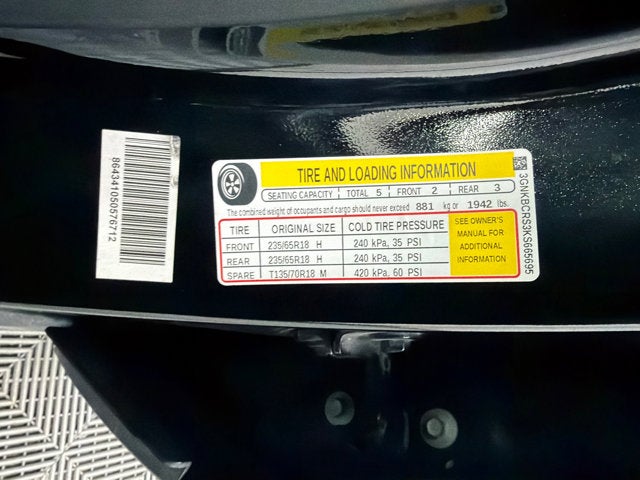 864341050576712
TIRE AND LOADING INFORMATION
SEATING CAPACITY TOTAL 5 FRONT 2 REAR 3
The combined weight of occupants and cargo should never exceed 881 kg or 1942 lbs.
TIRE ORIGINAL SIZE COLD TIRE PRESSURE
FRONT 235/65R18 H 240 kPa, 35 PSI
REAR 235/65R18 H 240 kPa, 35 PSI
SPARE T135/70R18 M 420 kPa, 60 PSI
SEE OWNER'S
MANUAL FOR
ADDITIONAL
INFORMATION
3GNKBCRS3KS665695